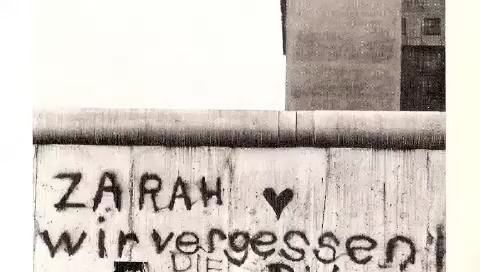 ZARAH ♥
wir vergessen
DIE